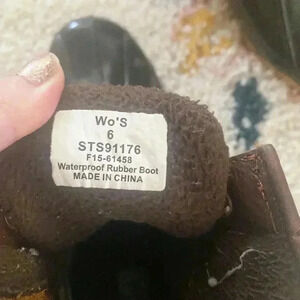 Wo'S
6
STS91176
F15-61458
Waterproof Rubber Boot
MADE IN CHINA